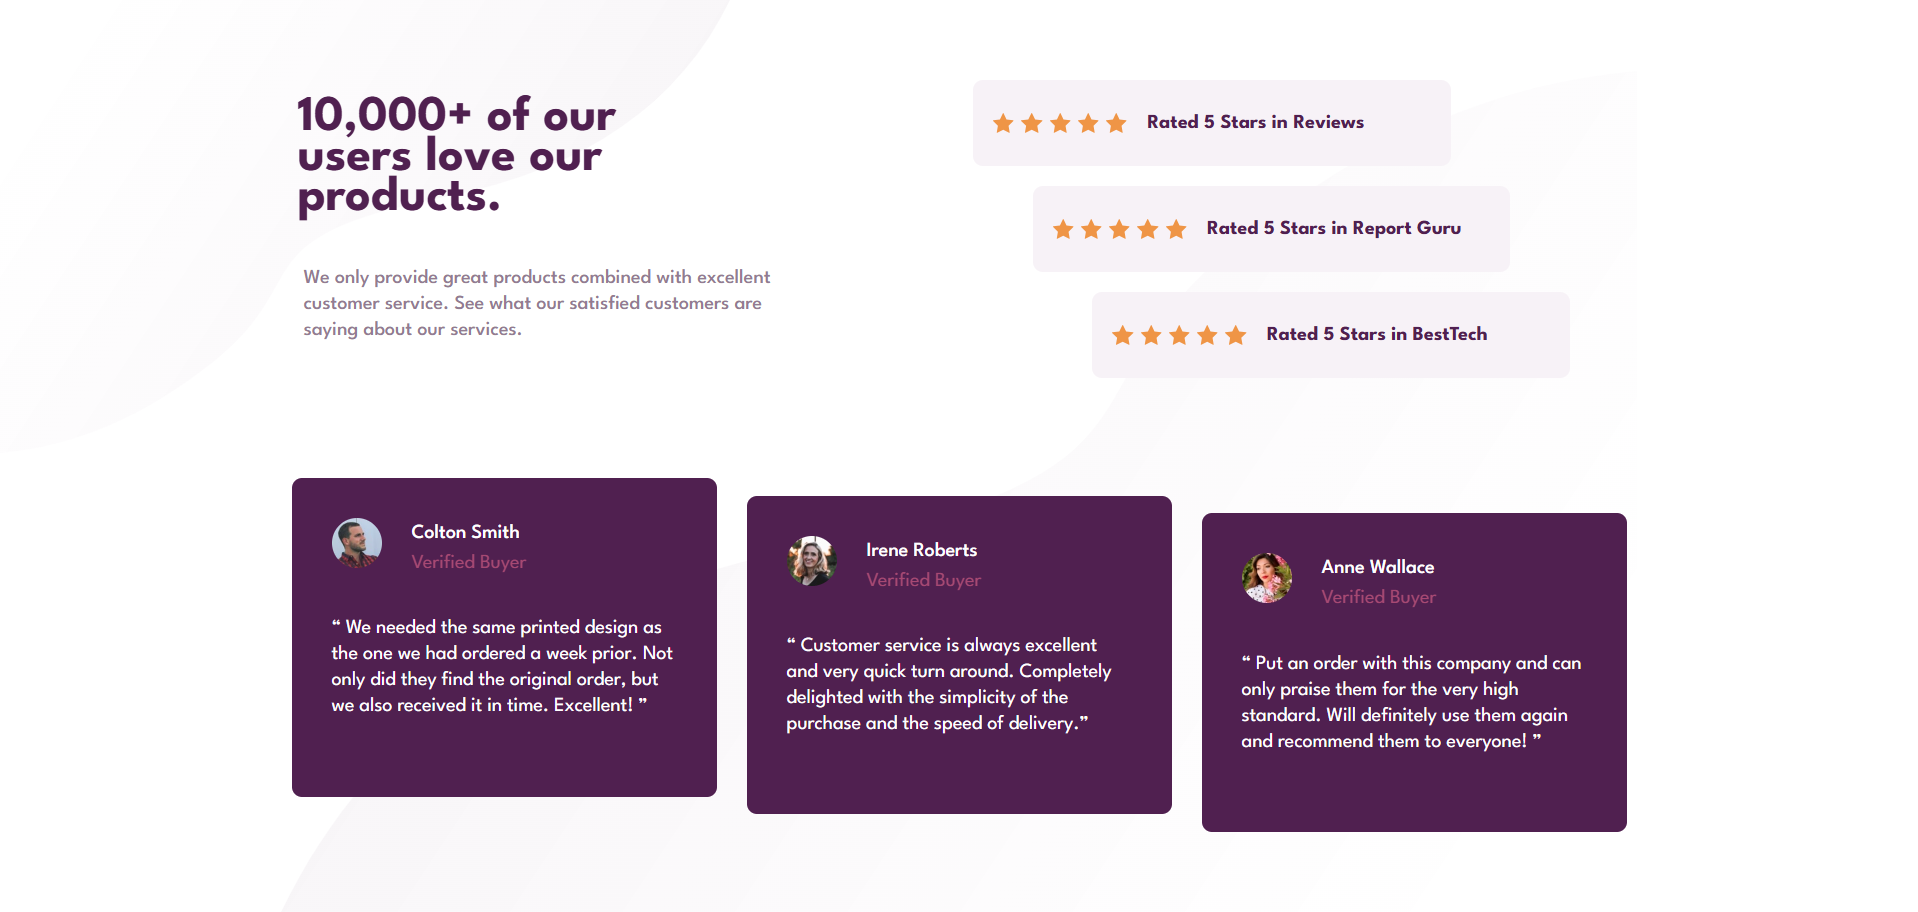 10,000+ of our
users love our
products.
We only provide great products combined with excellent
customer service. See what our satisfied customers are
saying about our services.
Rated 5 Stars in Reviews
Rated 5 Stars in Report Guru
Rated 5 Stars in BestTech
Colton Smith
Verified Buyer
“ We needed the same printed design as
the one we had ordered a week prior. Not
only did they find the original order, but
we also received it in time. Excellent! ”
Irene Roberts
Verified Buyer
“ Customer service is always excellent
and very quick turn around. Completely
delighted with the simplicity of the
purchase and the speed of delivery.”
Anne Wallace
Verified Buyer
“ Put an order with this company and can
only praise them for the very high
standard. Will definitely use them again
and recommend them to everyone! ”